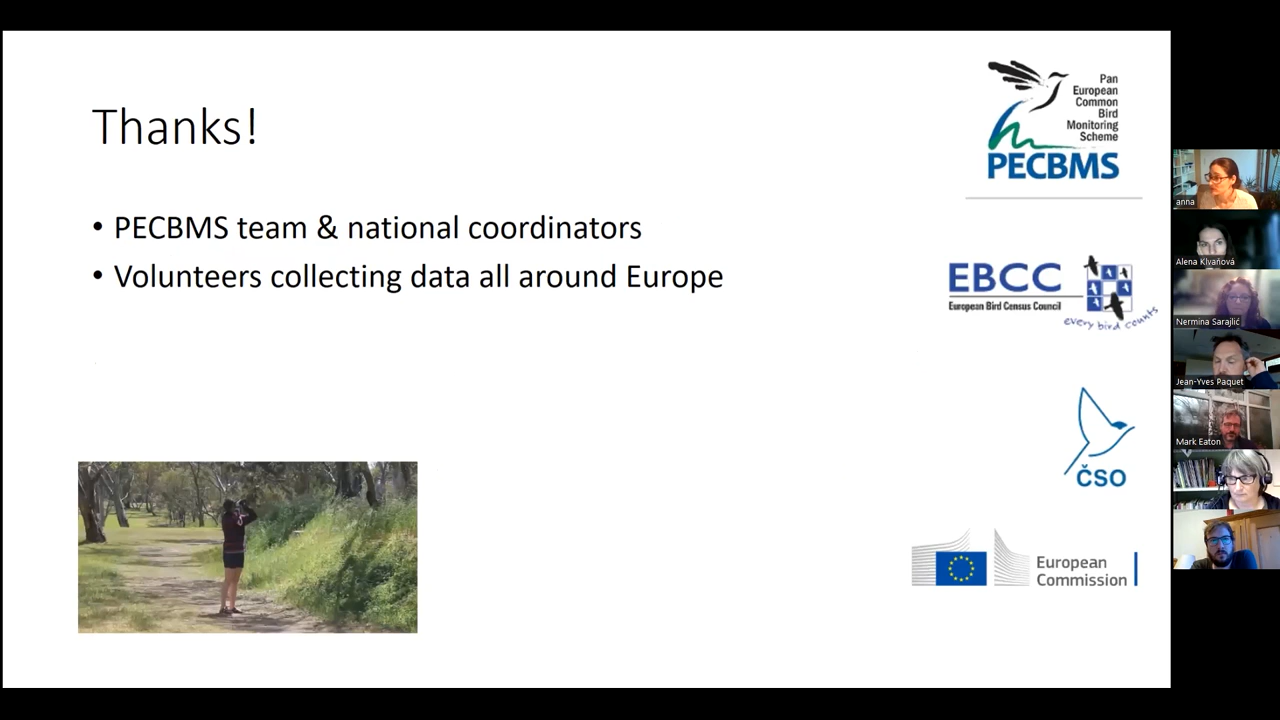 Thanks!
• PECBMS team & national coordinators
• Volunteers collecting data all around Europe
Pan
European
Common
Bird
Monitoring
Scheme
PECBMS
EBCC
European Bird Census Council
every bird counts
ČSO
European
Commission
anna
Alena Klvaňová
Nermina Sarajlić
Jean-Yves Paquet
Mark Eaton